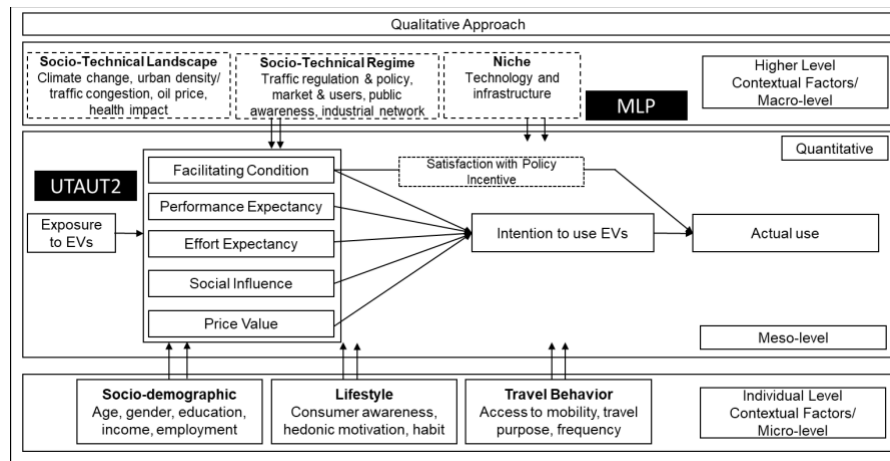 Qualitative Approach
Socio-Technical Landscape
Climate change, urban density/
traffic congestion, oil price,
health impact
Socio-Technical Regime
Traffic regulation & policy,
market & users, public
awareness, industrial network
Niche
Technology and
infrastructure
MLP
Higher Level
Contextual Factors/
Macro-level
Quantitative
UTAUT2
Exposure
to EVs
Facilitating Condition
Performance Expectancy
Effort Expectancy
Social Influence
Price Value
Satisfaction with Policy
Incentive
Intention to use EVs
Actual use
Meso-level
Socio-demographic
Age, gender, education,
income, employment
Lifestyle
Consumer awareness,
hedonic motivation, habit
Travel Behavior
Access to mobility, travel
purpose, frequency
Individual Level
Contextual Factors/
Micro-level